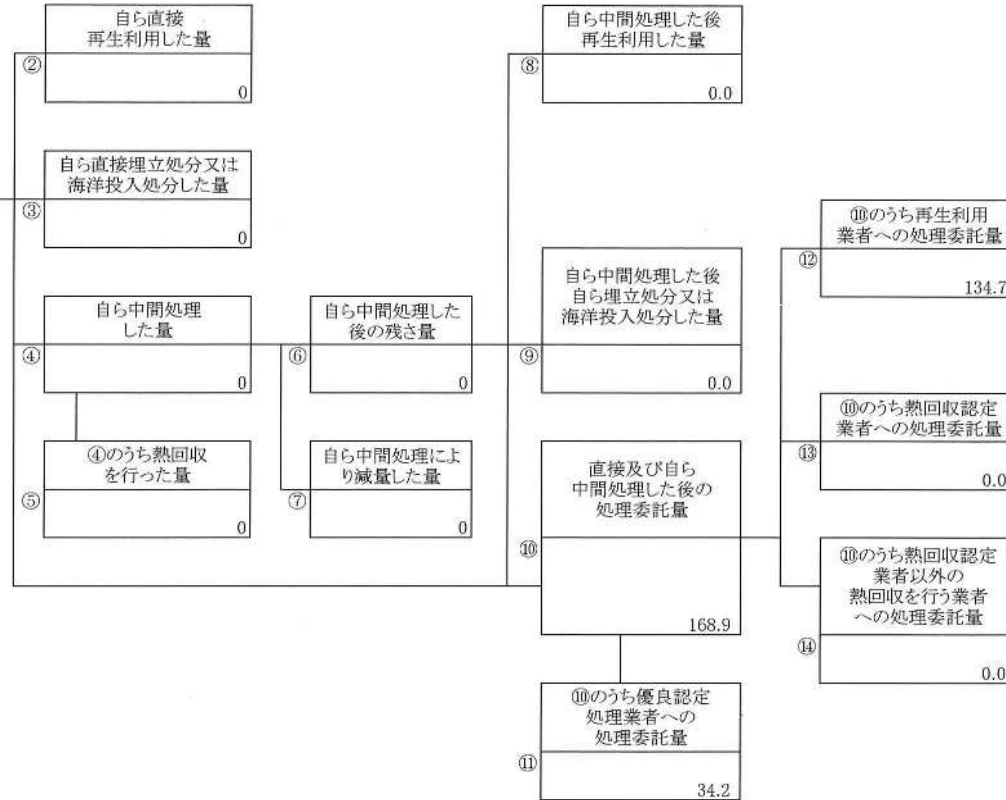 自ら直接
再生利用した量
②
0
自ら直接埋立処分又は
海洋投入処分した量
③
0
自ら中間処理
した量
④
0
④のうち熱回収
を行った量
⑤
0
自ら中間処理した
後の残さ量
⑥
0
自ら中間処理によ
り減量した量
⑦
0
自ら中間処理した後
再生利用した量
⑧
0.0
自ら中間処理した後
自ら埋立処分又は
海洋投入処分した量
⑨
0.0
直接及び自ら
中間処理した後の
処理委託量
⑩
168.9
⑩のうち優良認定
処理業者への
処理委託量
⑪
34.2
⑩のうち再生利用
業者への処理委託量
⑫
134.7
⑩のうち熱回収認定
業者への処理委託量
⑬
0.0
⑩のうち熱回収認定
業者以外の
熱回収を行う業者
への処理委託量
⑭
0.0